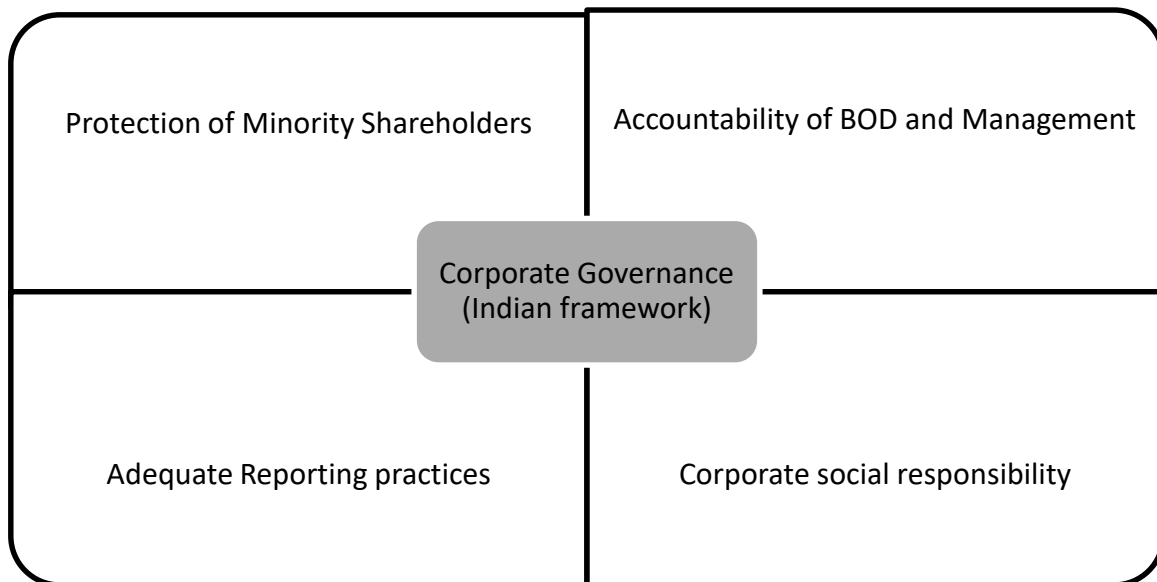 Protection of Minority Shareholders
Accountability of BOD and Management
Corporate Governance
(Indian framework)
Adequate Reporting practices
Corporate social responsibility